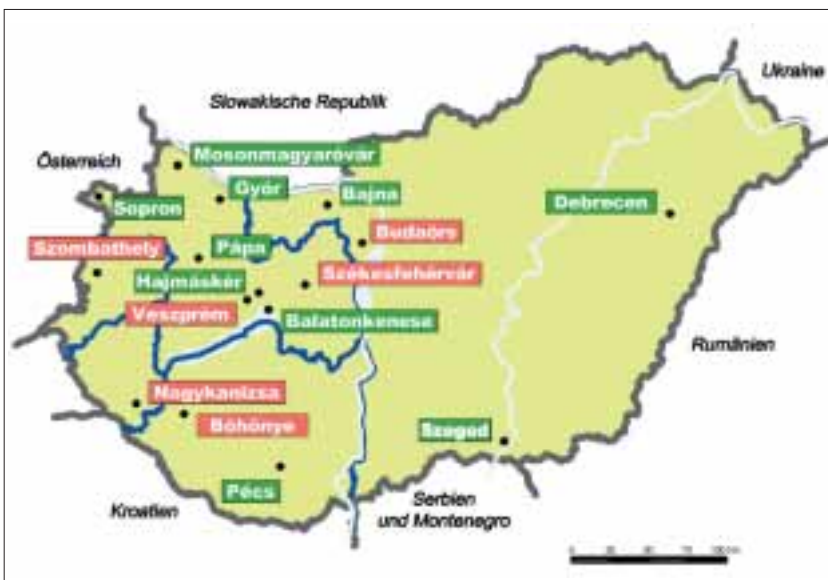 Ukraine
Slowakische Republik
Mosonmagyaróvár
Österreich
Győr
Bajna
Sopron
Debrecen
Budaörs
Szombathely
Pápa
Hajmáskér
Székesfehérvár
Veszprém
Balatonkenese
Rumänien
Nagykanizsa
Böhönye
Szeged
Pécs
Kroatien
Serbien
und Montenegro
0